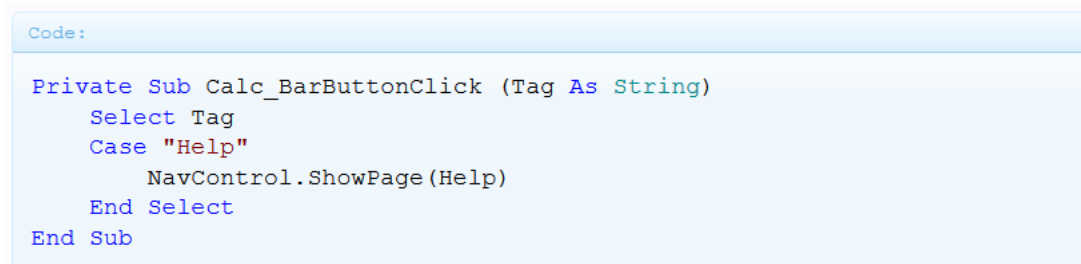 Code:
Private Sub Calc_BarButtonClick (Tag As String)
    Select Tag
    Case "Help"
        NavControl.ShowPage(Help)
    End Select
End Sub